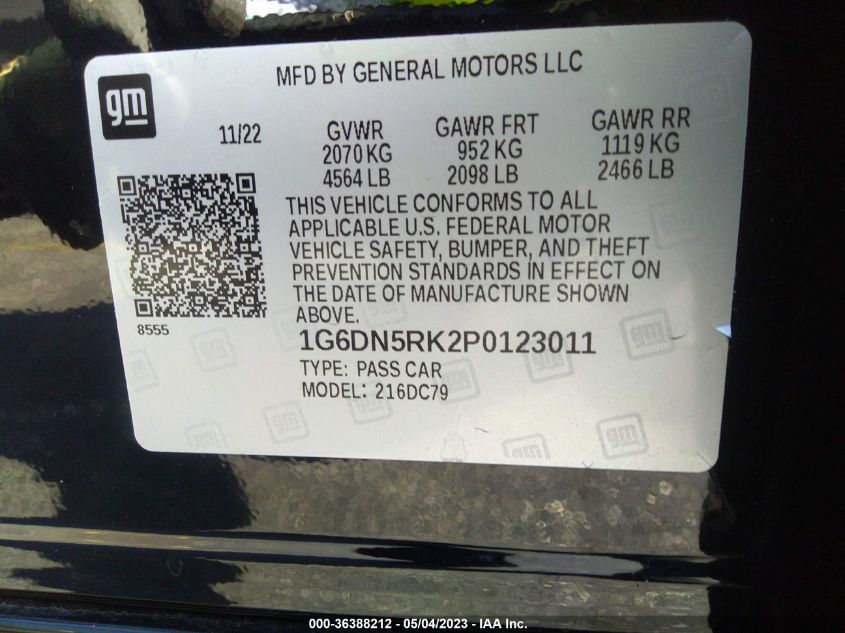 MFD BY GENERAL MOTORS LLC
gm
11/22
GVWR GAWR FRT GAWR RR
2070 KG 952 KG 1119 KG
4564 LB 2098 LB 2466 LB
THIS VEHICLE CONFORMS TO ALL
APPLICABLE U.S. FEDERAL MOTOR
VEHICLE SAFETY, BUMPER, AND THEFT
PREVENTION STANDARDS IN EFFECT ON
THE DATE OF MANUFACTURE SHOWN
ABOVE.
8555
1G6DN5RK2P0123011
TYPE: PASS CAR
MODEL: 216DC79
000-36388212 - 05/04/2023 - © IAA Inc.